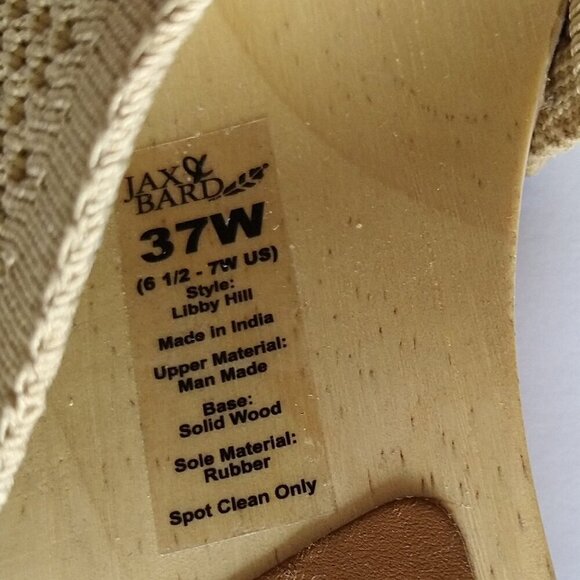 JAX &
BARD
37W
(6 1/2 - 7W US)
Style:
Libby Hill
Made in India
Upper Material:
Man Made
Base:
Solid Wood
Sole Material:
Rubber
Spot Clean Only